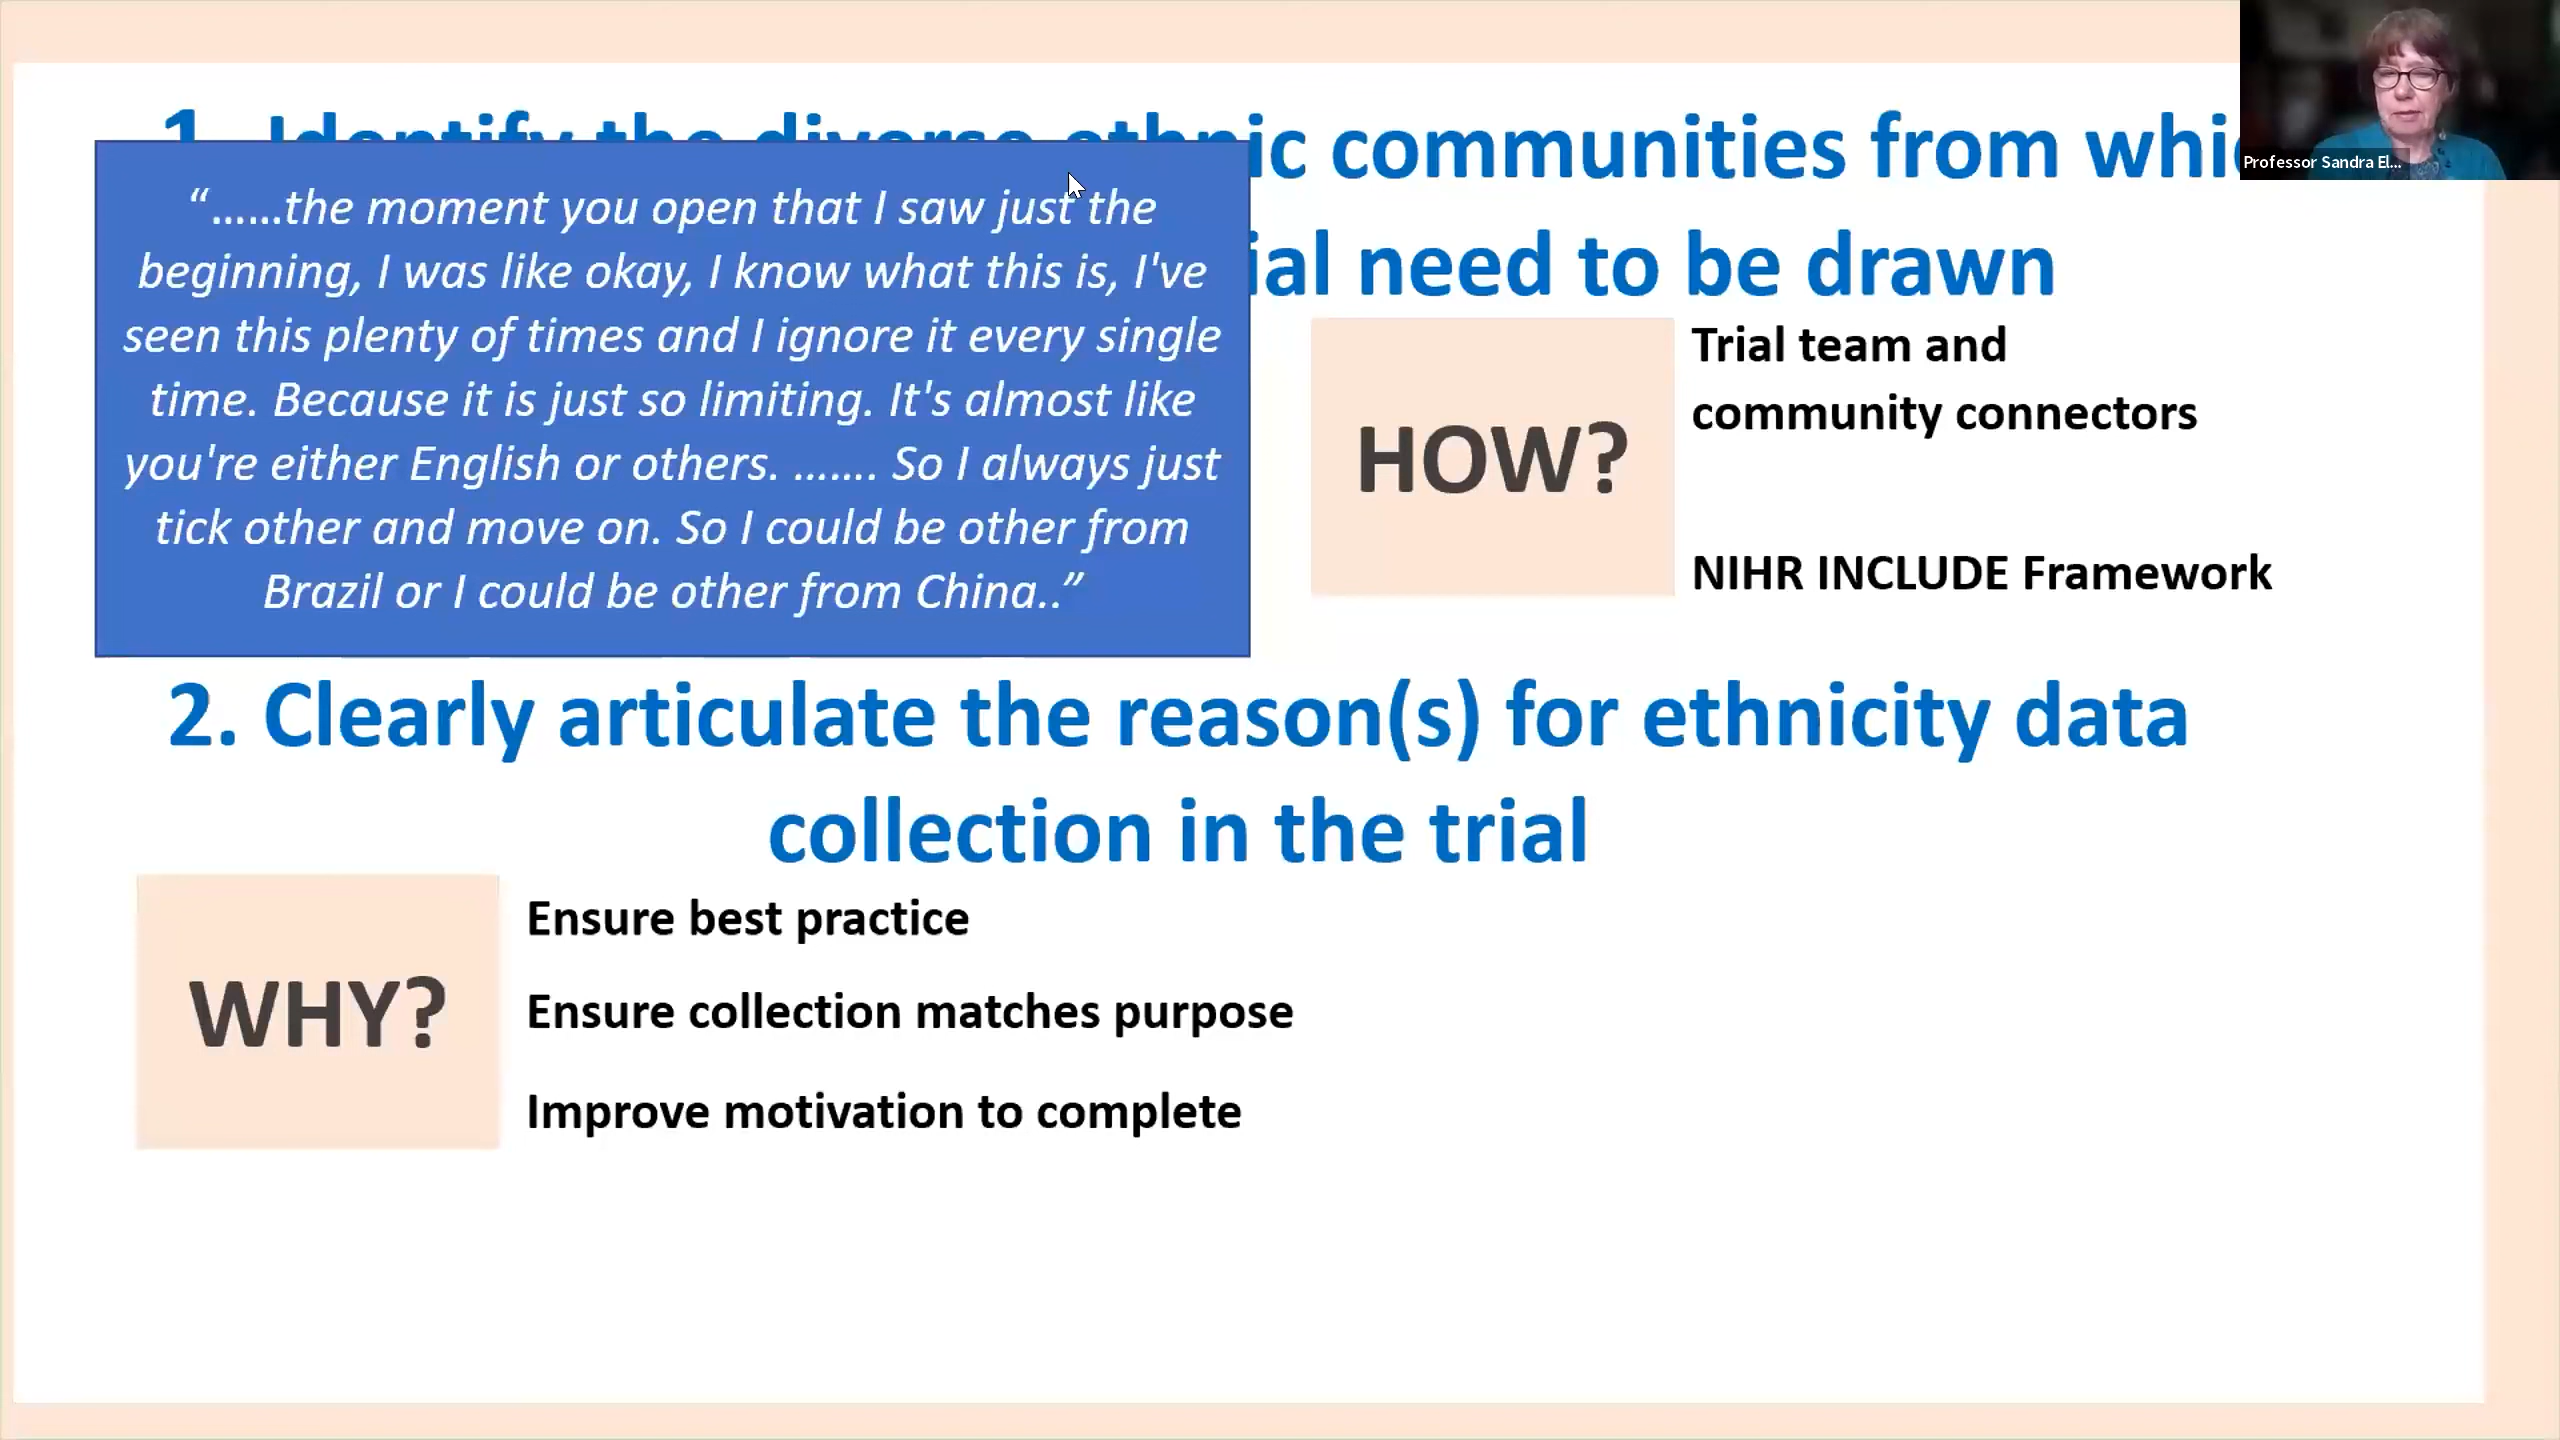 1. Identify the diverse ethnic communities from whi
ial need to be drawn
“......the moment you open that I saw just the
beginning, I was like okay, I know what this is, I've
seen this plenty of times and I ignore it every single
time. Because it is just so limiting. It's almost like
you're either English or others. ……. So I always just
tick other and move on. So I could be other from
Brazil or I could be other from China..”
HOW?
Trial team and
community connectors
NIHR INCLUDE Framework
2. Clearly articulate the reason(s) for ethnicity data
collection in the trial
WHY?
Ensure best practice
Ensure collection matches purpose
Improve motivation to complete
Professor Sandra El...